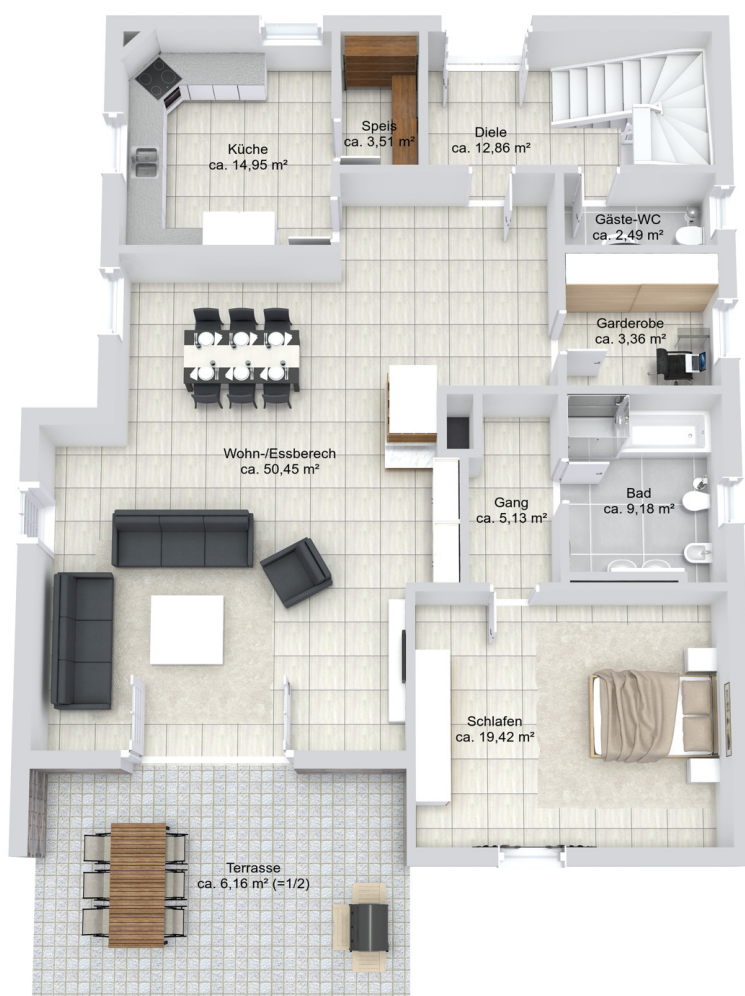 Küche
ca. 14,95 m²
Speis
ca. 3,51 m²
Diele
ca. 12,86 m²
Gäste-WC
ca. 2,49 m²
Garderobe
ca. 3,36 m²
Wohn-/Essberech
ca. 50,45 m²
Gang
ca. 5,13 m²
Bad
ca. 9,18 m²
Schlafen
ca. 19,42 m²
Terrasse
ca. 6,16 m² (=1/2)